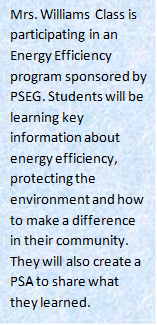 Mrs. Williams Class is
participating in an
Energy Efficiency
program sponsored by
PSEG. Students will be
learning key
information about
energy efficiency,
protecting the
environment and how
to make a difference
in their community.
They will also create a
PSA to share what
they learned.